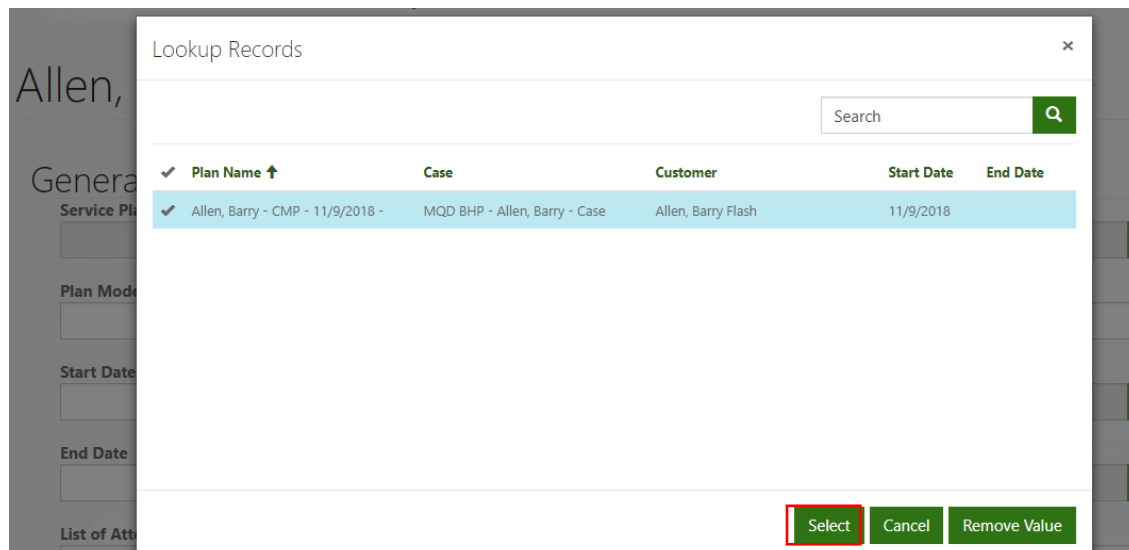 Lookup Records ×
Allen,
Search
Genera
Plan Name Case Customer Start Date End Date
Service Pla
Allen, Barry - CMP - 11/9/2018 - MQD BHP - Allen, Barry - Case Allen, Barry Flash 11/9/2018
Plan Mode
Start Date
End Date
Select Cancel Remove Value
List of Atte